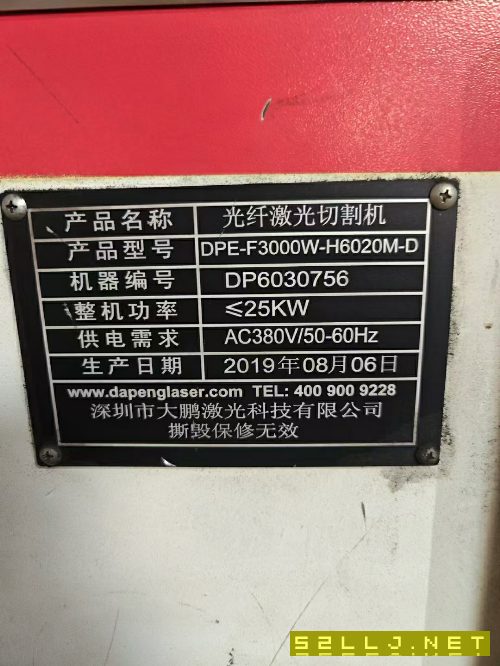 产品名称 光纤激光切割机
产品型号 DPE-F3000W-H6020M-D
机器编号 DP6030756
整机功率 ≤25KW
供电需求 AC380V/50-60Hz
生产日期 2019年08月06日
www.dapenglaser.com TEL: 400 900 9228
深圳市大鹏激光科技有限公司
撕毁保修无效
52LLJ.NET